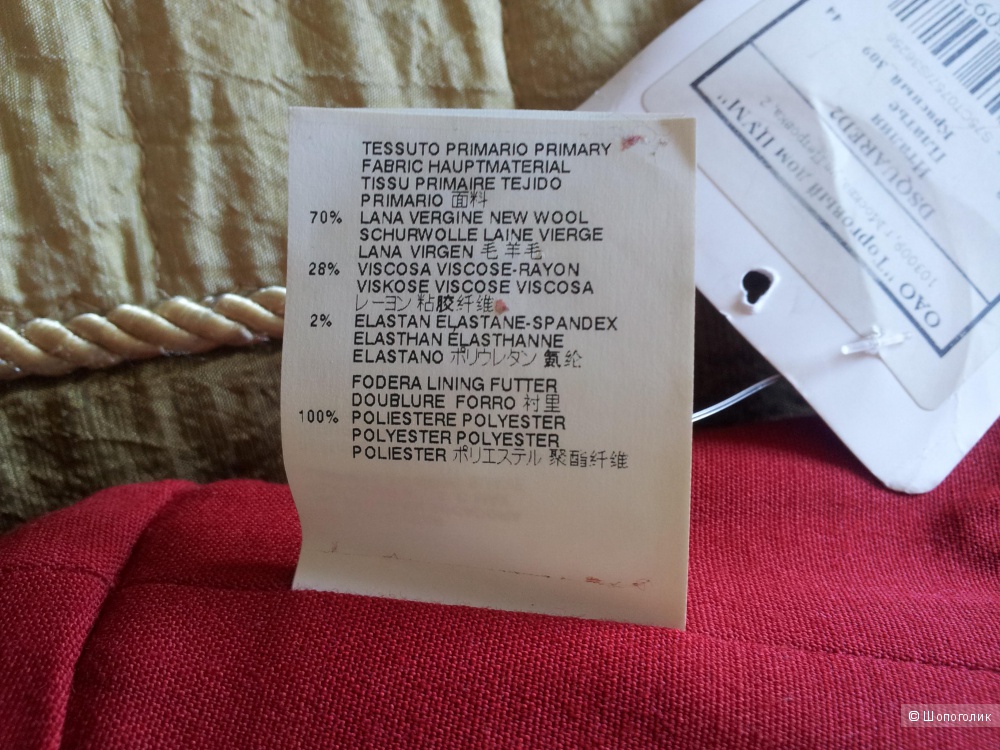 TESSUTO PRIMARIO PRIMARY
FABRIC HAUPTMATERIAL
TISSU PRIMAIRE TEJIDO
PRIMARIO 面料
70% LANA VERGINE NEW WOOL
SCHURWOLLE LAINE VIERGE
LANA VIRGEN 毛 羊毛
28% VISCOSA VISCOSE-RAYON
VISKOSE VISCOSE VISCOSA
レーヨン 粘胶纤维
2% ELASTAN ELASTANE-SPANDEX
ELASTHAN ÉLASTHANNE
ELASTANO ポリウレタン 氨纶
FODERA LINING FUTTER
DOUBLURE FORRO 衬里
100% POLIESTERE POLYESTER
POLYESTER POLYESTER
POLIESTER ポリエステル 聚酯纤维
ОАО "Торговый дом ЦУМ"
DSQUARED2
Италия
Платье
Красный
44
© Шопоголик